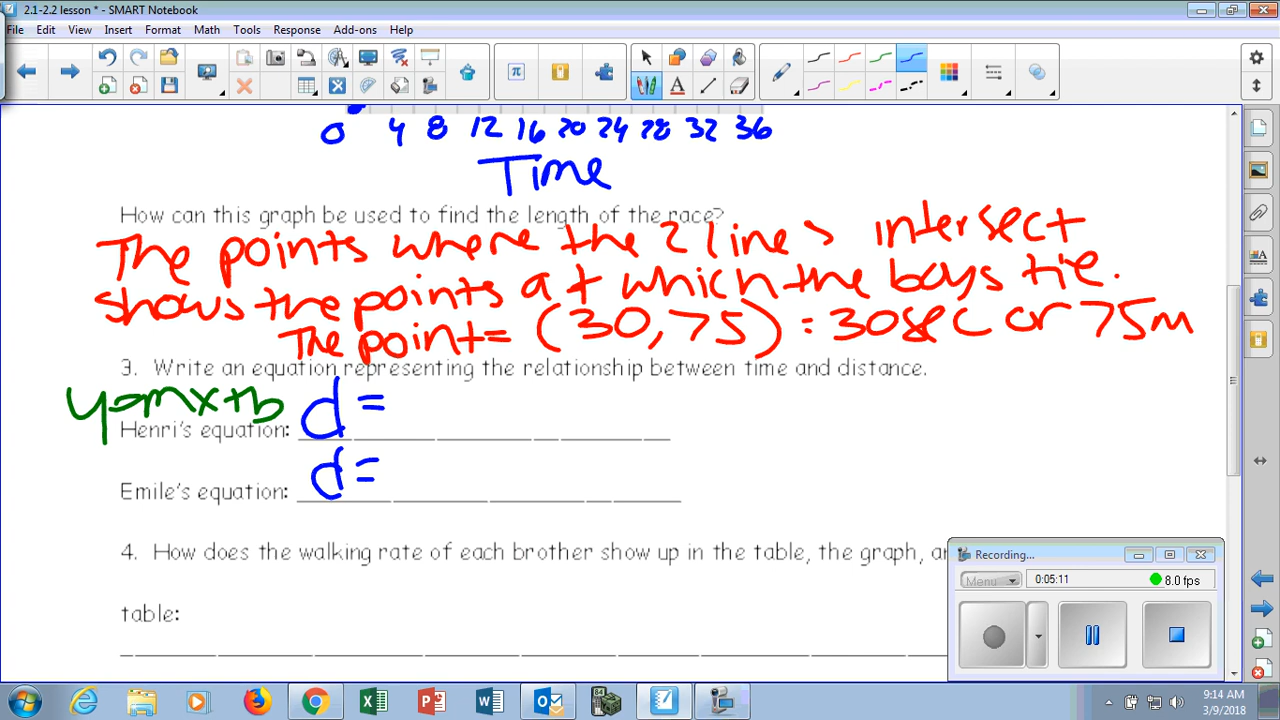 2.1-2.2 lesson * - SMART Notebook
File Edit View Insert Format Math Tools Response Add-ons Help
0 4 8 12 16 20 24 28 32 36
Time
How can this graph be used to find the length of the race?
The points where the 2 lines intersect
shows the points at which the boys tie.
The point = (30, 75) = 30 sec or 75m
3. Write an equation representing the relationship between time and distance.
y=mx+b
d =
Henri's equation:
d =
Emile's equation:
4. How does the walking rate of each brother show up in the table, the graph, an
table:
Recording...
Menu
0:05:11
8.0 fps
9:14 AM
3/9/2018